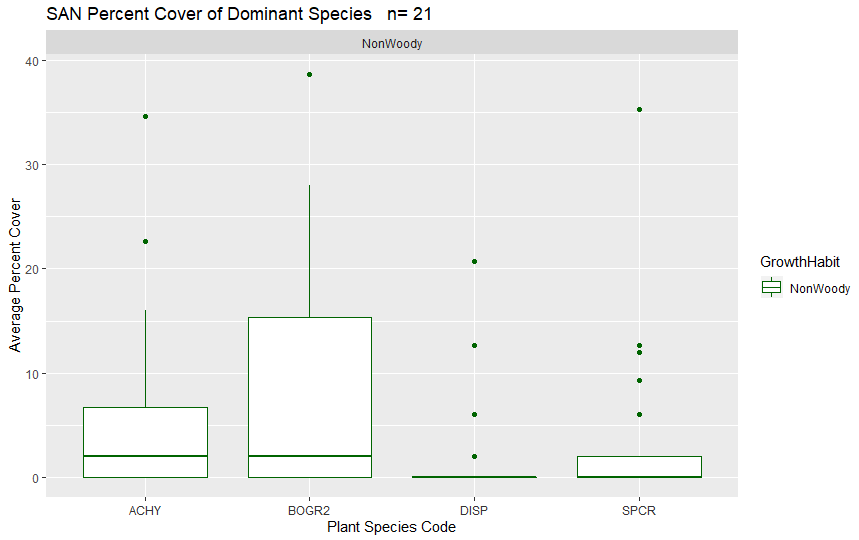 SAN Percent Cover of Dominant Species   n= 21
NonWoody
40
30
20
10
0
Average Percent Cover
ACHY BOGR2 DISP SPCR
Plant Species Code
GrowthHabit
NonWoody